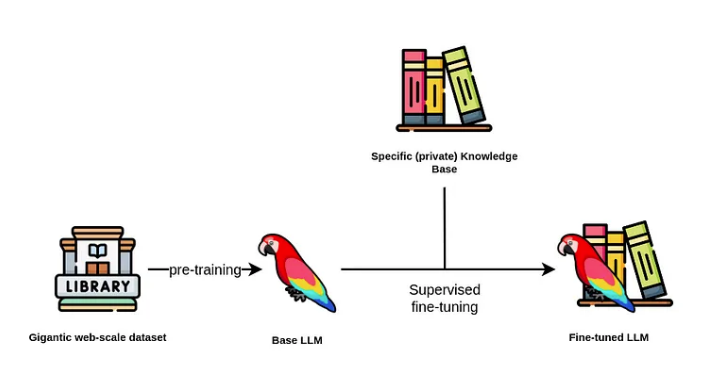 Specific (private) Knowledge
Base
LIBRARY
pre-training
Supervised
fine-tuning
Gigantic web-scale dataset
Base LLM
Fine-tuned LLM